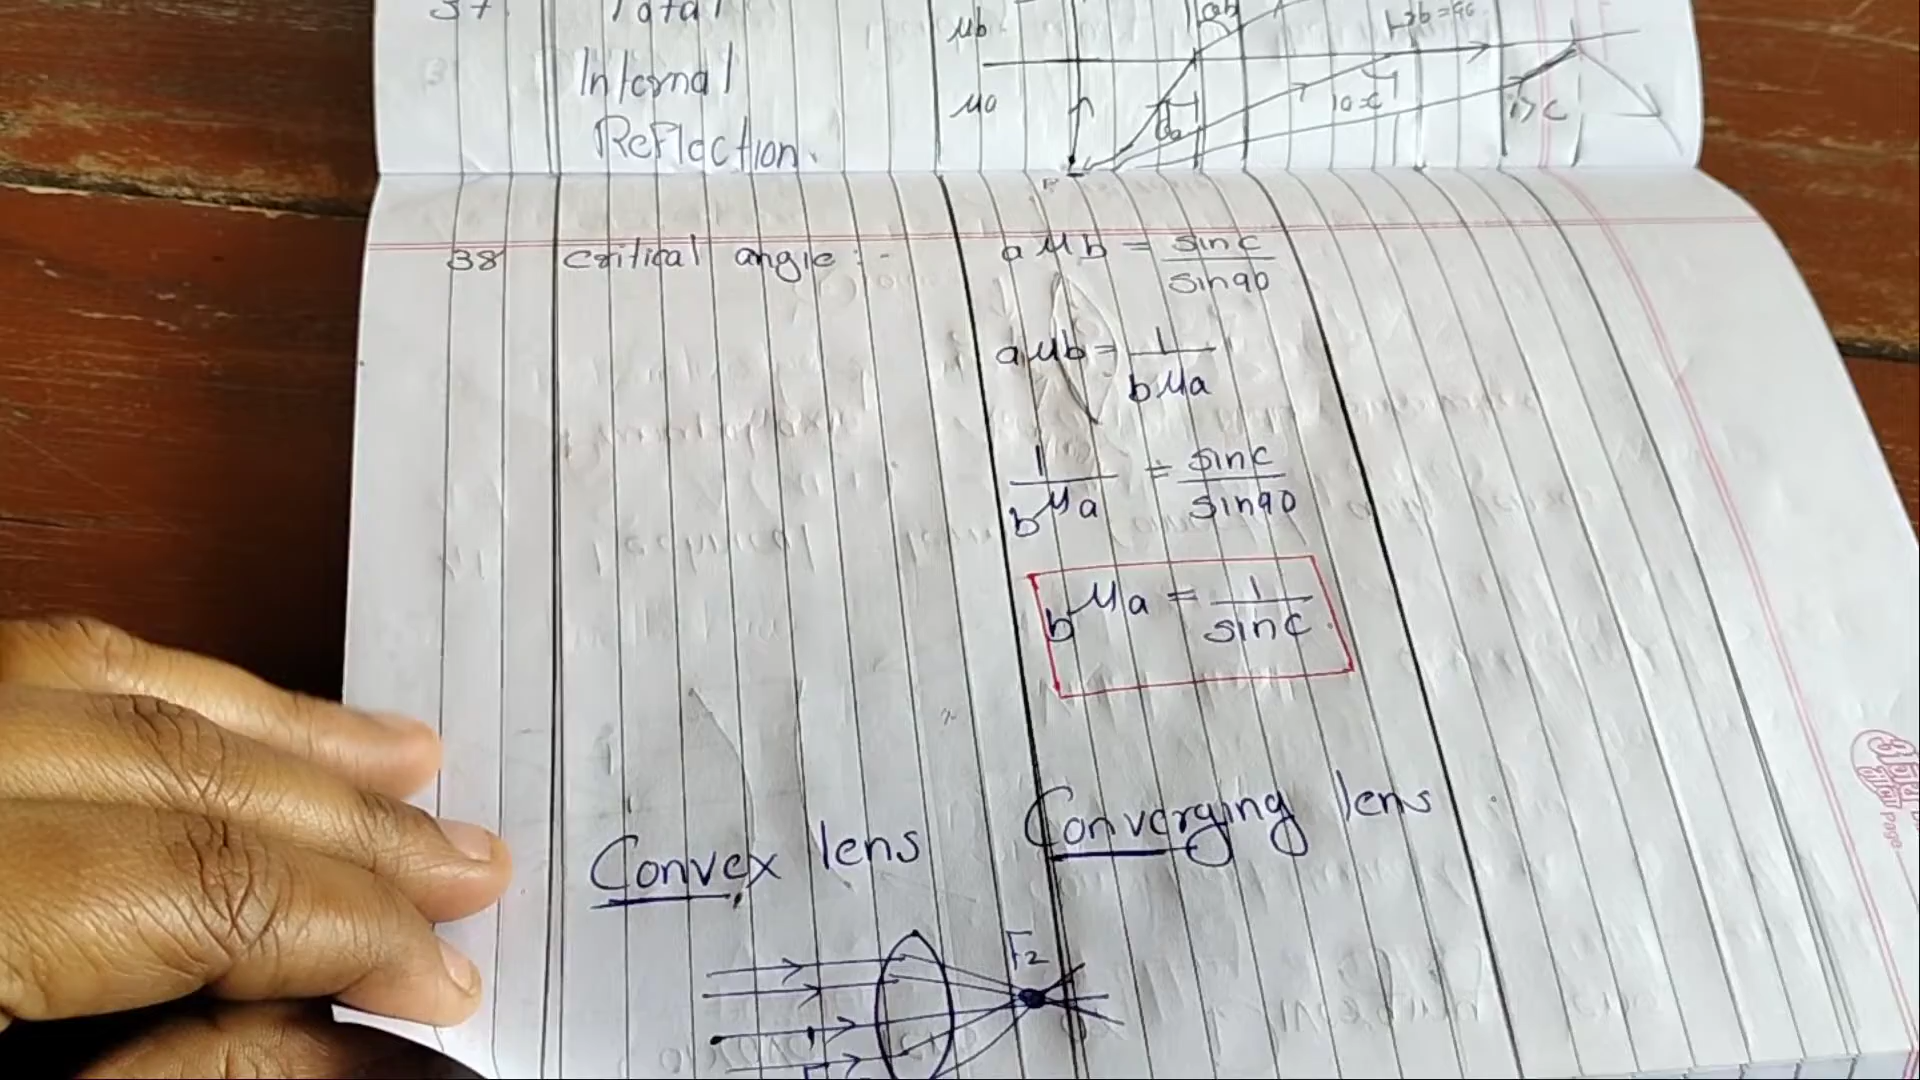 37 Total
μb ab
Internal
Reflection.
μa i>c
38 Critical angle :-
aμb = sinc / sin90
aμb = 1 / bμa
1 / bμa = sinc / sin90
bμa = 1 / sinc
Convex lens Converging lens
F2